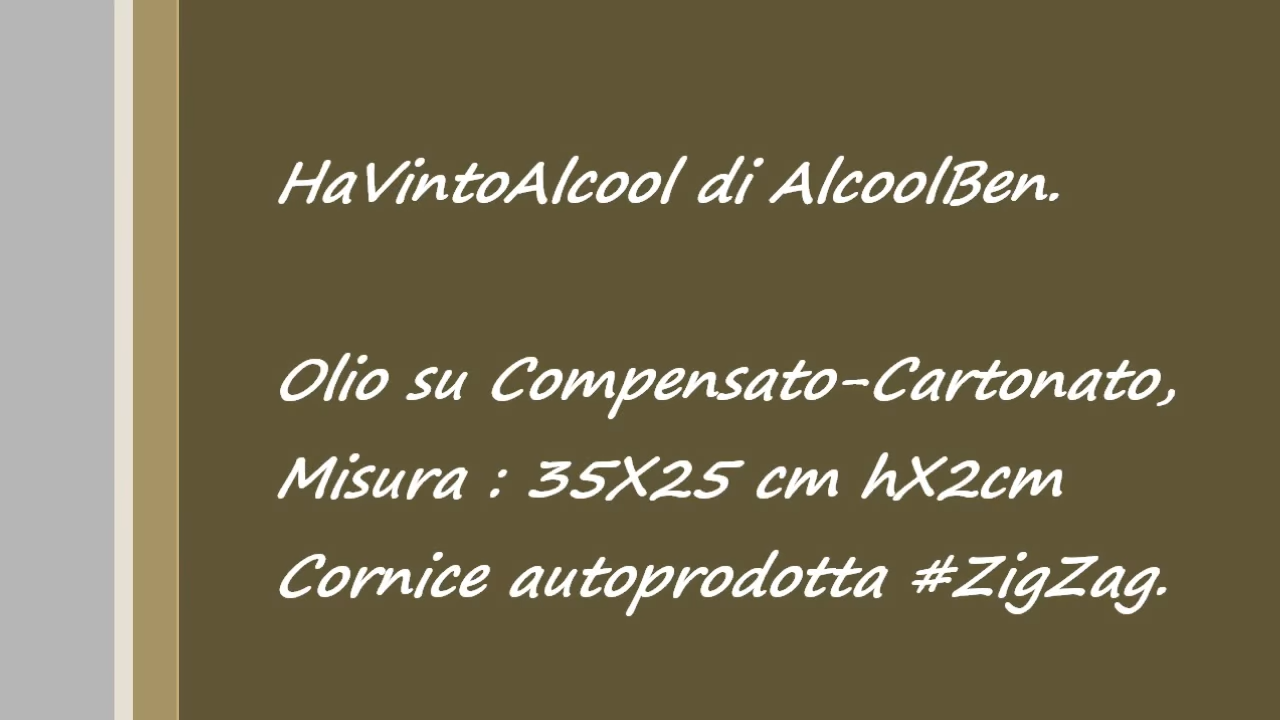 HaVintoAlcool di AlcoolBen.
Olio su Compensato-Cartonato,
Misura : 35X25 cm hX2cm
Cornice autoprodotta #ZigZag.